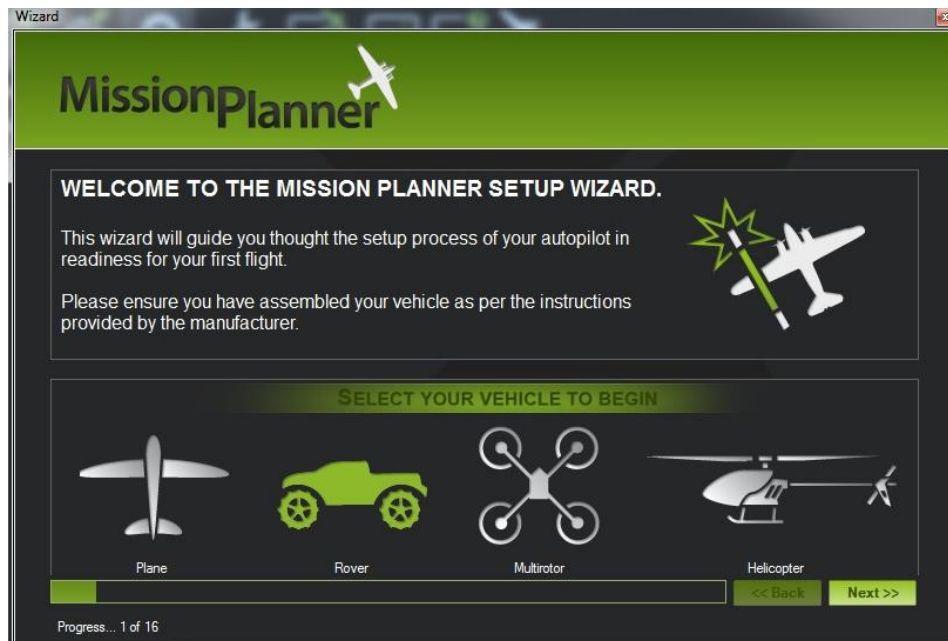 Wizard
MissionPlanner
WELCOME TO THE MISSION PLANNER SETUP WIZARD.
This wizard will guide you thought the setup process of your autopilot in
readiness for your first flight.
Please ensure you have assembled your vehicle as per the instructions
provided by the manufacturer.
SELECT YOUR VEHICLE TO BEGIN
Plane Rover Multirotor Helicopter
<< Back Next >>
Progress... 1 of 16